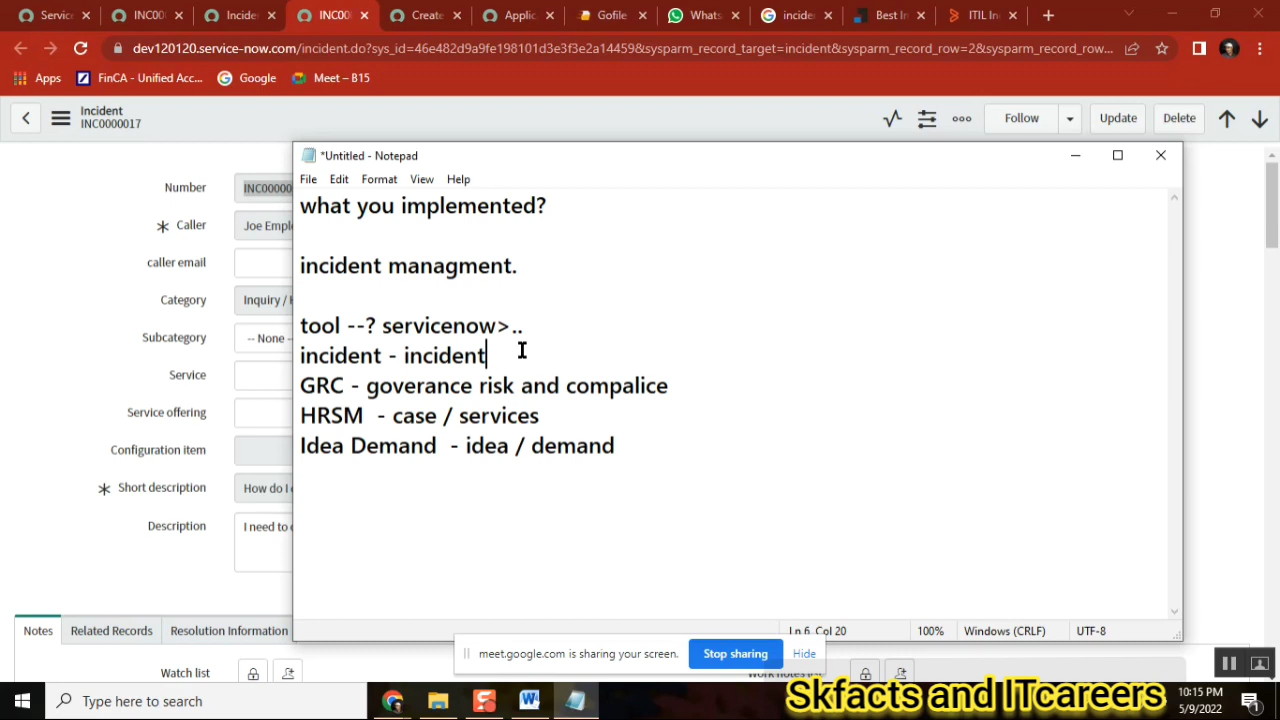 Servic
INC00
Incide
INC00
Create
Applic
Gofile
Whats
incide
Best In
ITIL In
dev120120.service-now.com/incident.do?sys_id=46e482d9a9fe198101d3e3f3e2a14459&sysparm_record_target=incident&sysparm_record_row=2&sysparm_record_row...
Apps
FinCA - Unified Acc...
Google
Meet – B15
Incident
INC0000017
Follow
Update
Delete
*Untitled - Notepad
File Edit Format View Help
Number
INC00000
Caller
Joe Empl
caller email
Category
Inquiry / H
Subcategory
-- None --
Service
Service offering
Configuration item
Short description
How do I
Description
I need to
what you implemented?
incident managment.
tool --? servicenow>..
incident - incident
GRC - goverance risk and compalice
HRSM - case / services
Idea Demand - idea / demand
Ln 6, Col 20
100%
Windows (CRLF)
UTF-8
Notes
Related Records
Resolution Information
meet.google.com is sharing your screen.
Stop sharing
Hide
Watch list
Work notes list
Type here to search
Skfacts and ITcareers
10:15 PM
5/9/2022
1